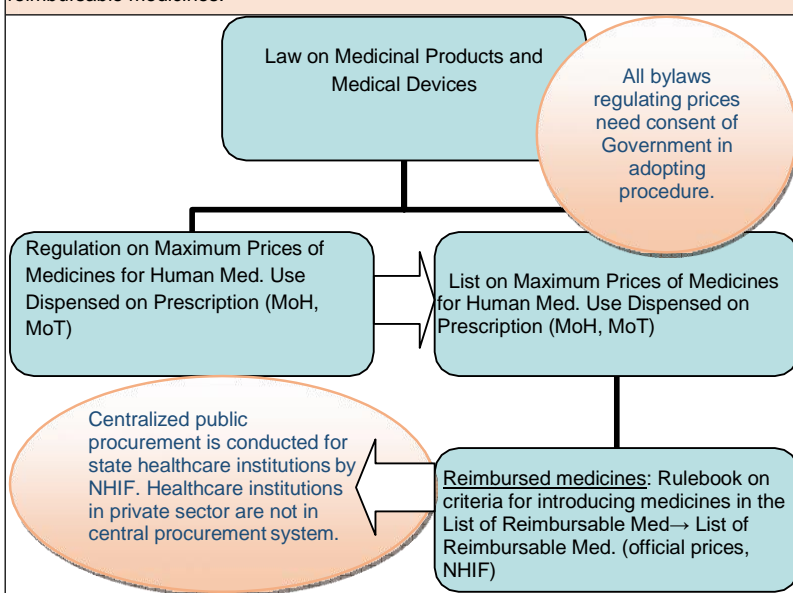 reimbursable medicines.
Law on Medicinal Products and
Medical Devices
All bylaws
regulating prices
need consent of
Government in
adopting
procedure.
Regulation on Maximum Prices of
Medicines for Human Med. Use
Dispensed on Prescription (MoH,
MoT)
List on Maximum Prices of Medicines
for Human Med. Use Dispensed on
Prescription (MoH, MoT)
Centralized public
procurement is conducted for
state healthcare institutions by
NHIF. Healthcare institutions
in private sector are not in
central procurement system.
Reimbursed medicines: Rulebook on
criteria for introducing medicines in the
List of Reimbursable Med→ List of
Reimbursable Med. (official prices,
NHIF)